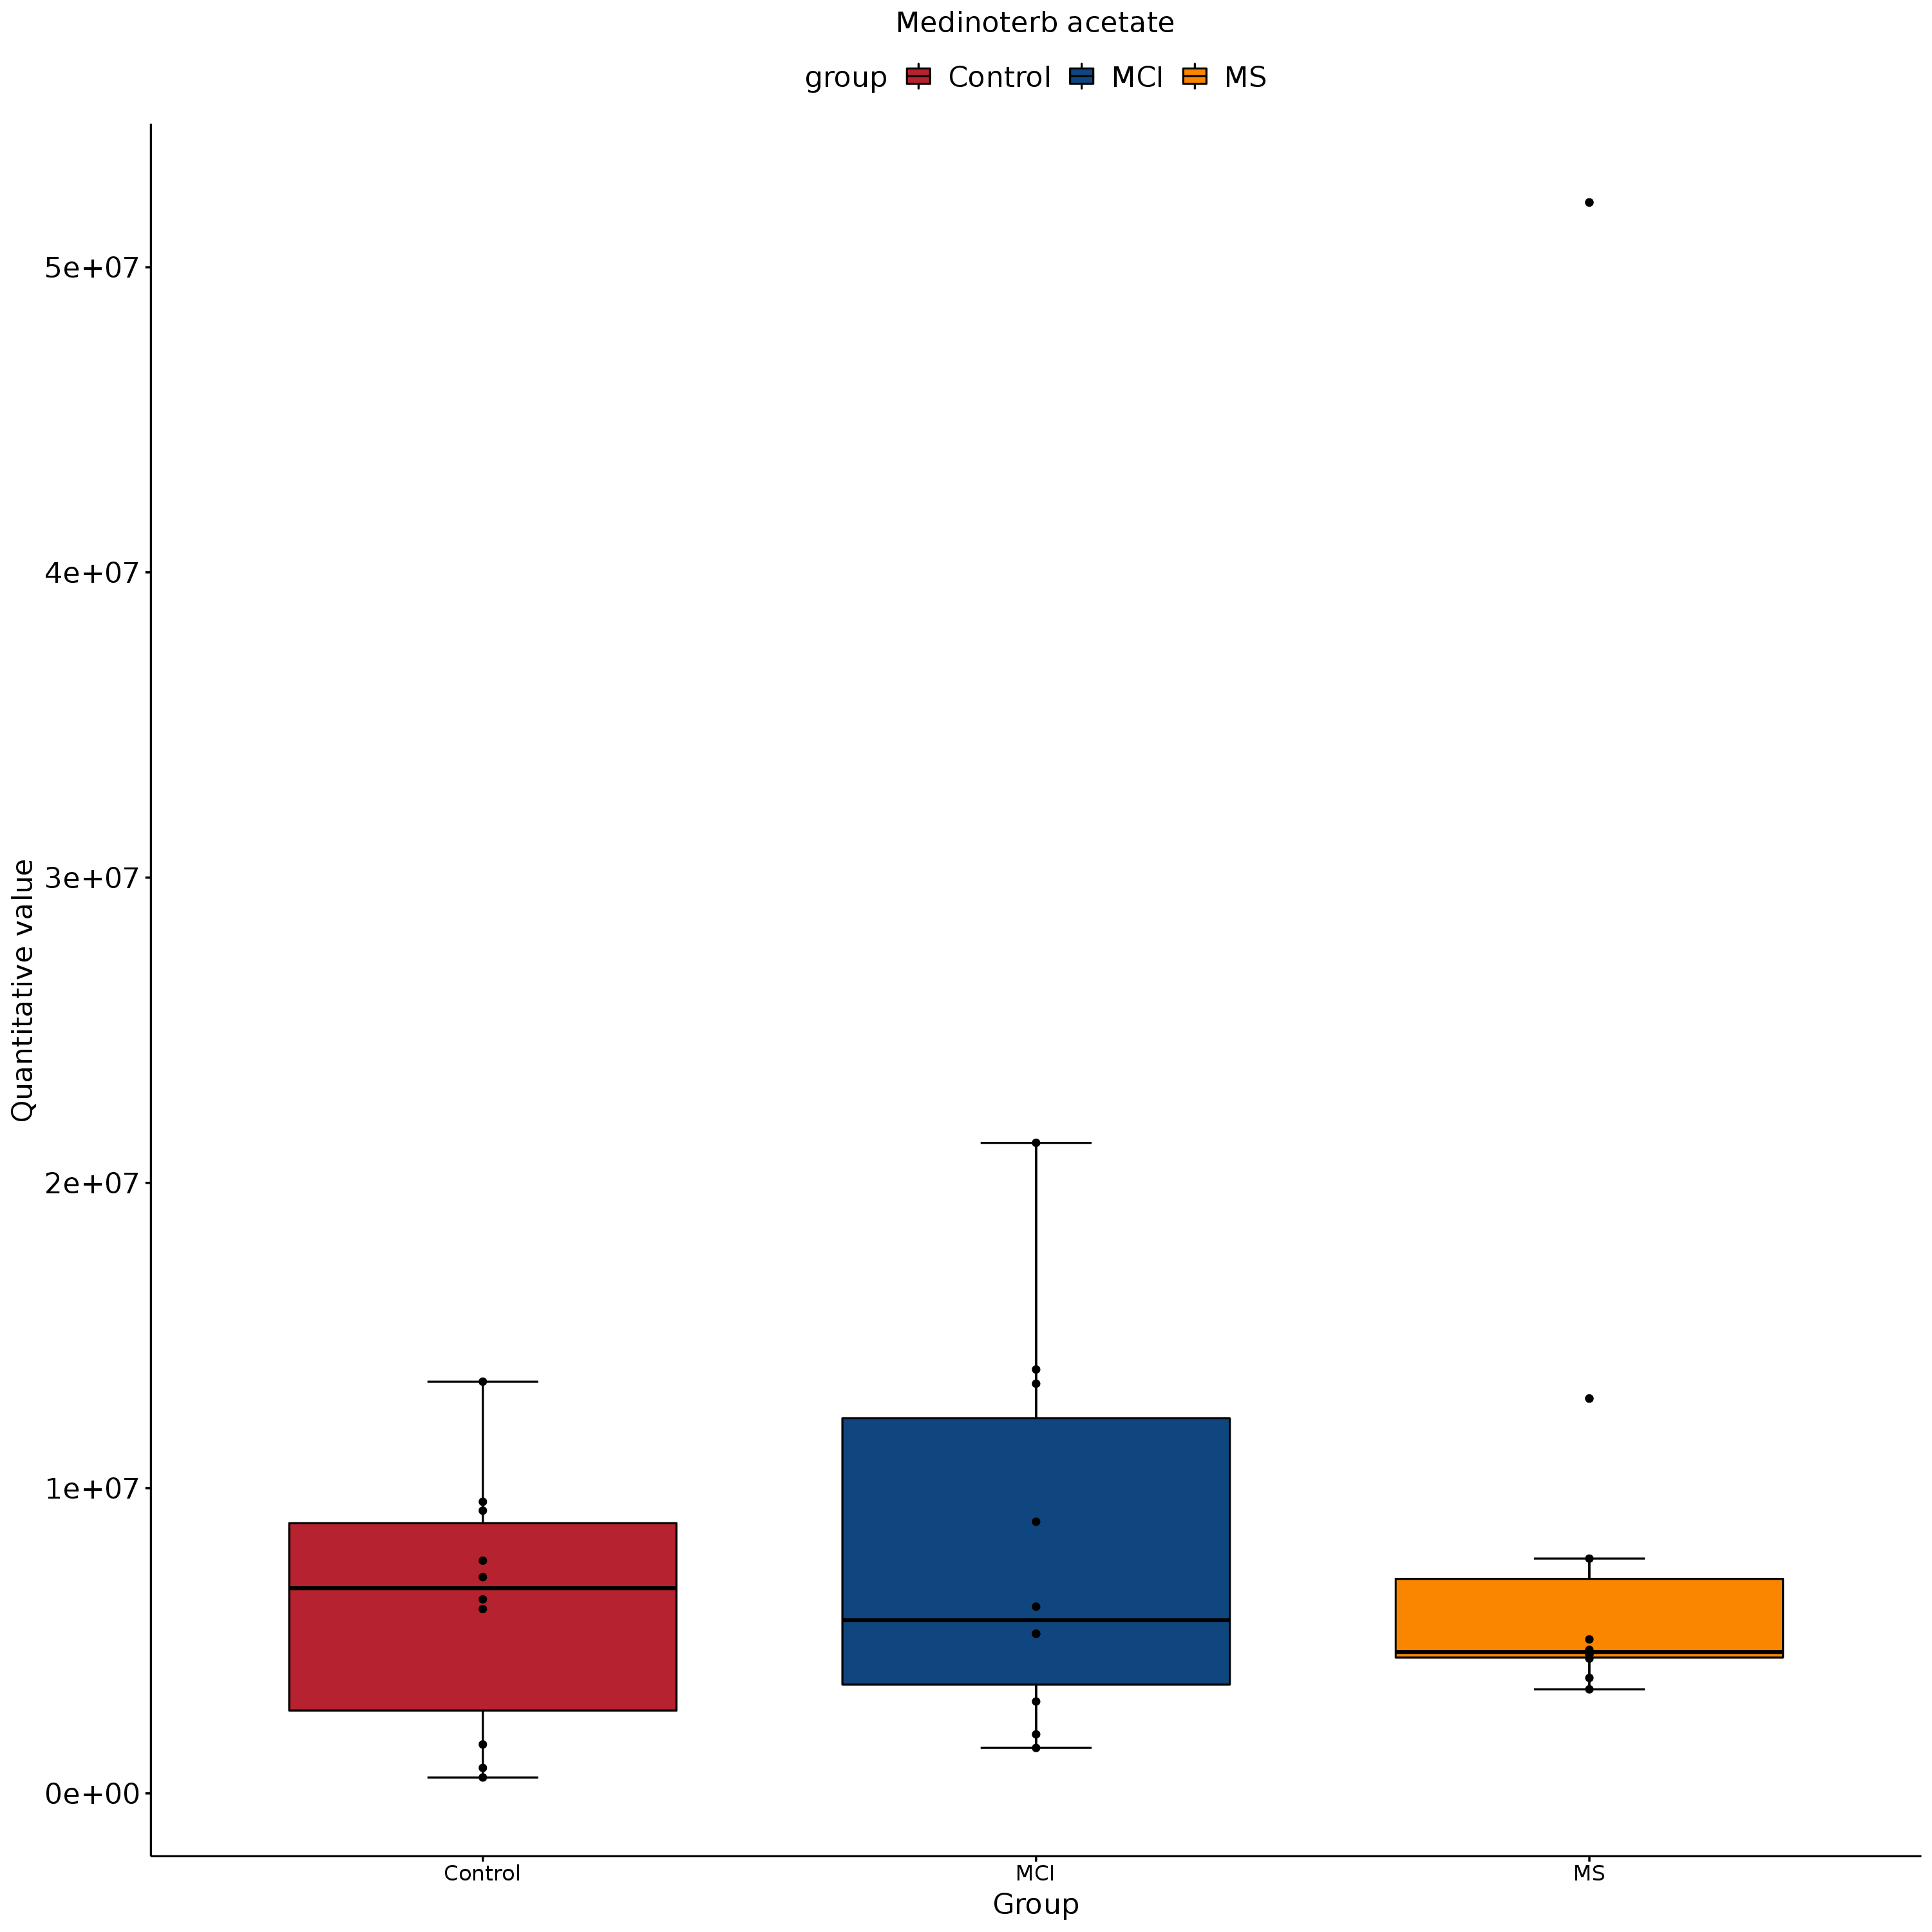 Medinoterb acetate
group Control MCI MS
Quantitative value
5e+07
4e+07
3e+07
2e+07
1e+07
0e+00
Control MCI MS
Group